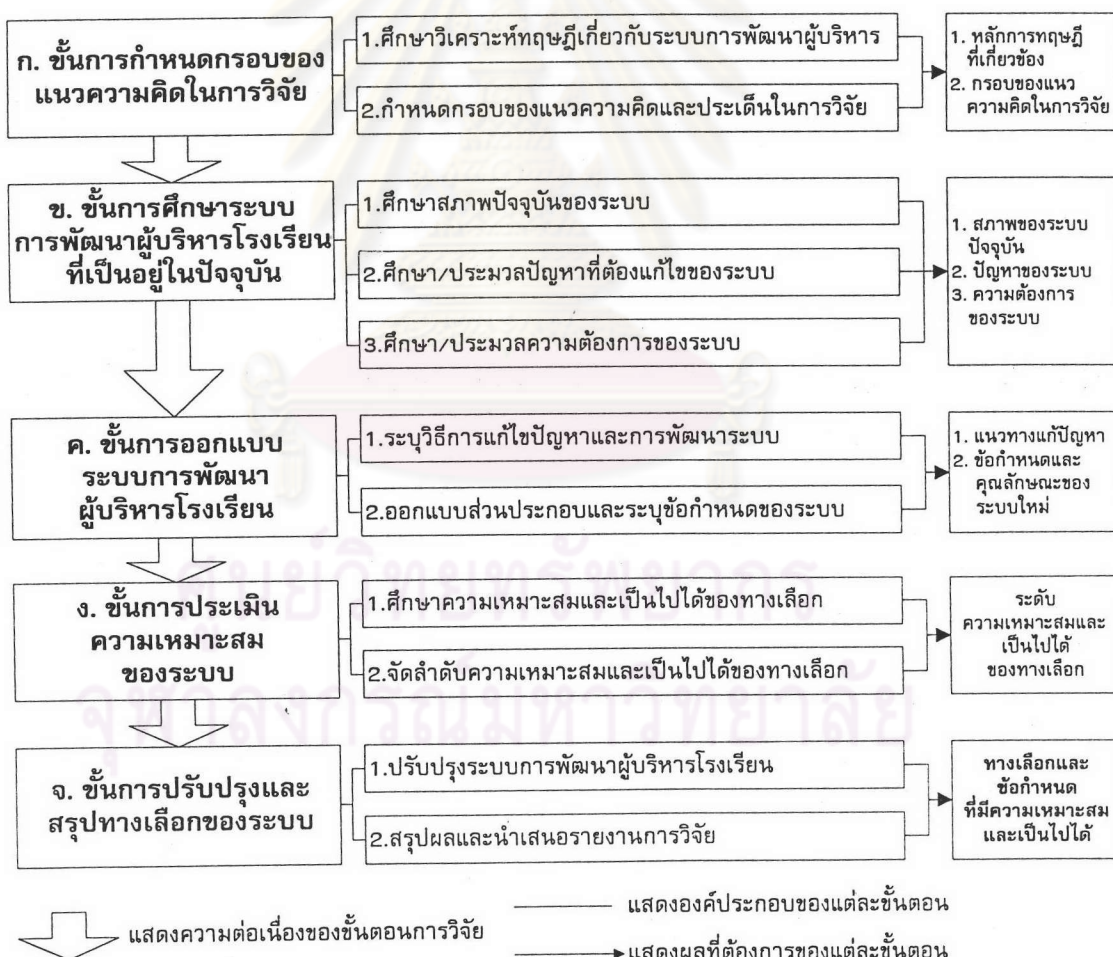 ก. ขั้นการกำหนดกรอบของ
แนวความคิดในการวิจัย
1.ศึกษาวิเคราะห์ทฤษฎีเกี่ยวกับระบบการพัฒนาผู้บริหาร
2.กำหนดกรอบของแนวความคิดและประเด็นในการวิจัย
1. หลักการทฤษฎี
ที่เกี่ยวข้อง
2. กรอบของแนว
ความคิดในการวิจัย
ข. ขั้นการศึกษาระบบ
การพัฒนาผู้บริหารโรงเรียน
ที่เป็นอยู่ในปัจจุบัน
1.ศึกษาสภาพปัจจุบันของระบบ
2.ศึกษา/ประมวลปัญหาที่ต้องแก้ไขของระบบ
3.ศึกษา/ประมวลความต้องการของระบบ
1. สภาพของระบบ
ปัจจุบัน
2. ปัญหาของระบบ
3. ความต้องการ
ของระบบ
ค. ขั้นการออกแบบ
ระบบการพัฒนา
ผู้บริหารโรงเรียน
1.ระบุวิธีการแก้ไขปัญหาและการพัฒนาระบบ
2.ออกแบบส่วนประกอบและระบุข้อกำหนดของระบบ
1. แนวทางแก้ปัญหา
2. ข้อกำหนดและ
คุณลักษณะของ
ระบบใหม่
ง. ขั้นการประเมิน
ความเหมาะสม
ของระบบ
1.ศึกษาความเหมาะสมและเป็นไปได้ของทางเลือก
2.จัดลำดับความเหมาะสมและเป็นไปได้ของทางเลือก
ระดับ
ความเหมาะสมและ
เป็นไปได้
ของทางเลือก
จ. ขั้นการปรับปรุงและ
สรุปทางเลือกของระบบ
1.ปรับปรุงระบบการพัฒนาผู้บริหารโรงเรียน
2.สรุปผลและนำเสนอรายงานการวิจัย
ทางเลือกและ
ข้อกำหนด
ที่มีความเหมาะสม
และเป็นไปได้
แสดงความต่อเนื่องของขั้นตอนการวิจัย
แสดงองค์ประกอบของแต่ละขั้นตอน
แสดงผลที่ต้องการของแต่ละขั้นตอน
ศูนย์วิทยทรัพยากร
จุฬาลงกรณ์มหาวิทยาลัย